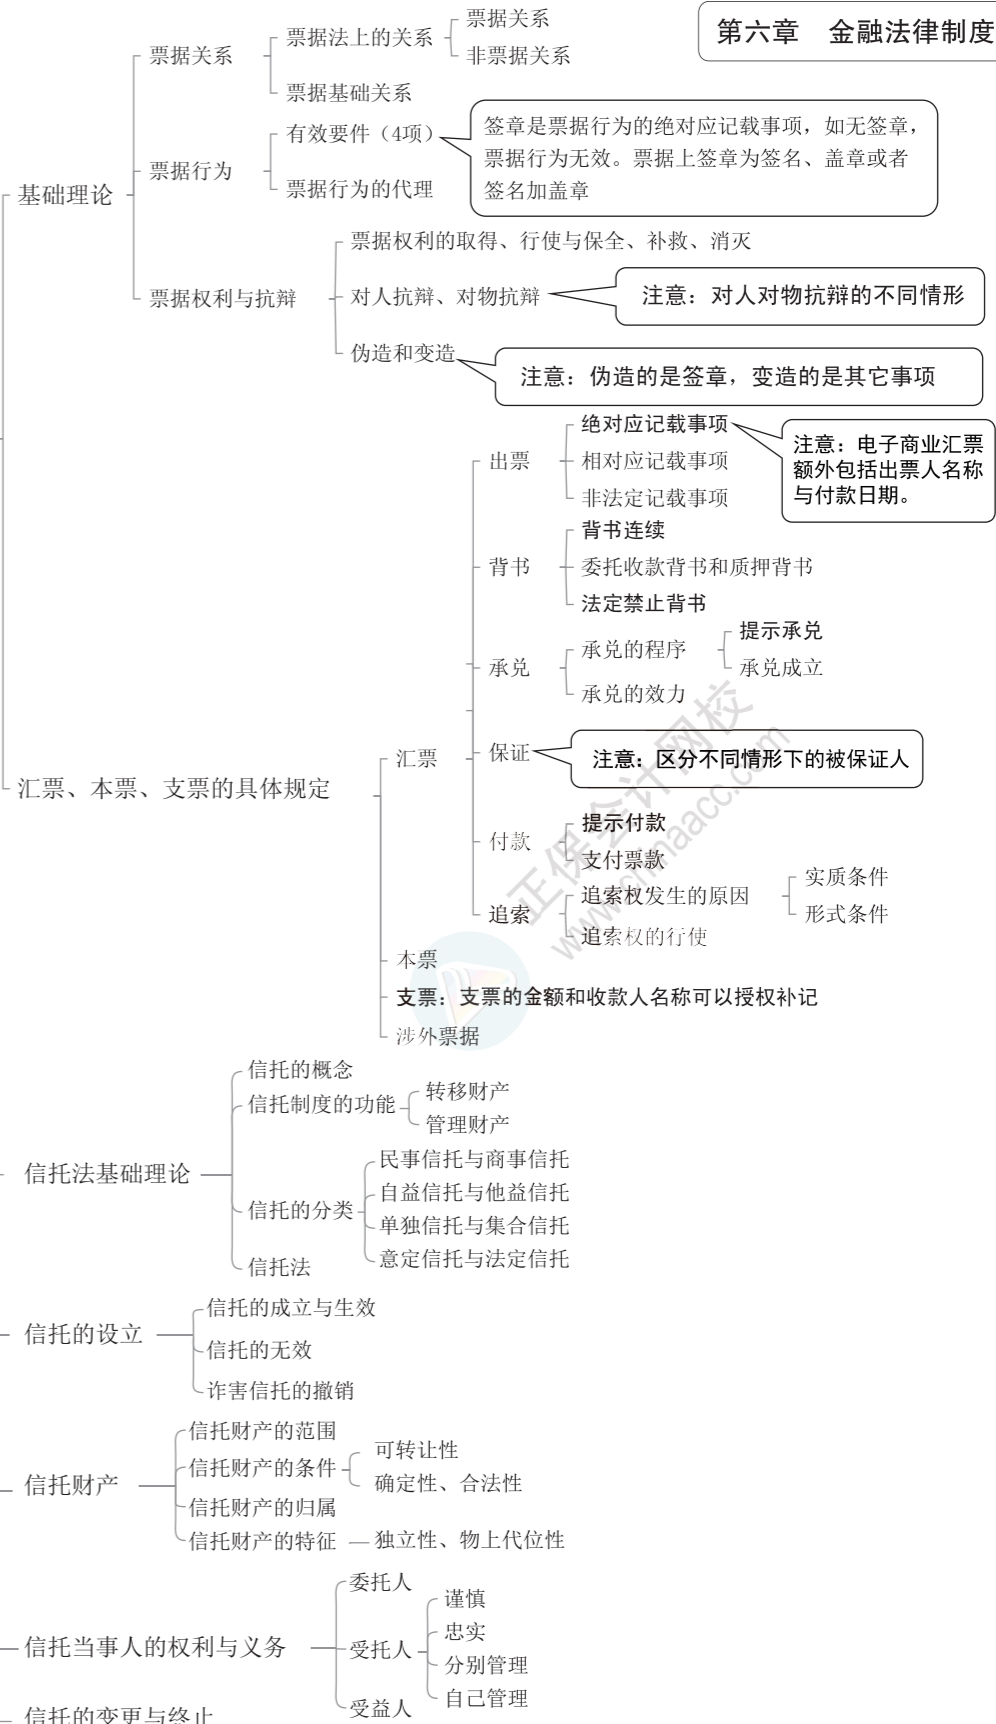 第六章 金融法律制度
基础理论
票据关系
票据法上的关系
票据关系
非票据关系
票据基础关系
票据行为
有效要件（4项）
签章是票据行为的绝对应记载事项，如无签章，
票据行为无效。票据上签章为签名、盖章或者
签名加盖章
票据行为的代理
票据权利与抗辩
票据权利的取得、行使与保全、补救、消灭
对人抗辩、对物抗辩
注意：对人对物抗辩的不同情形
伪造和变造
注意：伪造的是签章，变造的是其它事项
汇票、本票、支票的具体规定
汇票
出票
绝对应记载事项
注意：电子商业汇票
额外包括出票人名称
与付款日期。
相对应记载事项
非法定记载事项
背书
背书连续
委托收款背书和质押背书
法定禁止背书
承兑
承兑的程序
提示承兑
承兑成立
承兑的效力
保证
注意：区分不同情形下的被保证人
付款
提示付款
支付票款
追索
追索权发生的原因
实质条件
形式条件
追索权的行使
本票
支票：支票的金额和收款人名称可以授权补记
涉外票据
正保会计网校
www.chinaacc.com
信托法基础理论
信托的概念
信托制度的功能
转移财产
管理财产
信托的分类
民事信托与商事信托
自益信托与他益信托
单独信托与集合信托
意定信托与法定信托
信托法
信托的设立
信托的成立与生效
信托的无效
诈害信托的撤销
信托财产
信托财产的范围
信托财产的条件
可转让性
确定性、合法性
信托财产的归属
信托财产的特征
独立性、物上代位性
信托当事人的权利与义务
委托人
受托人
谨慎
忠实
分别管理
自己管理
受益人
信托的变更与终止